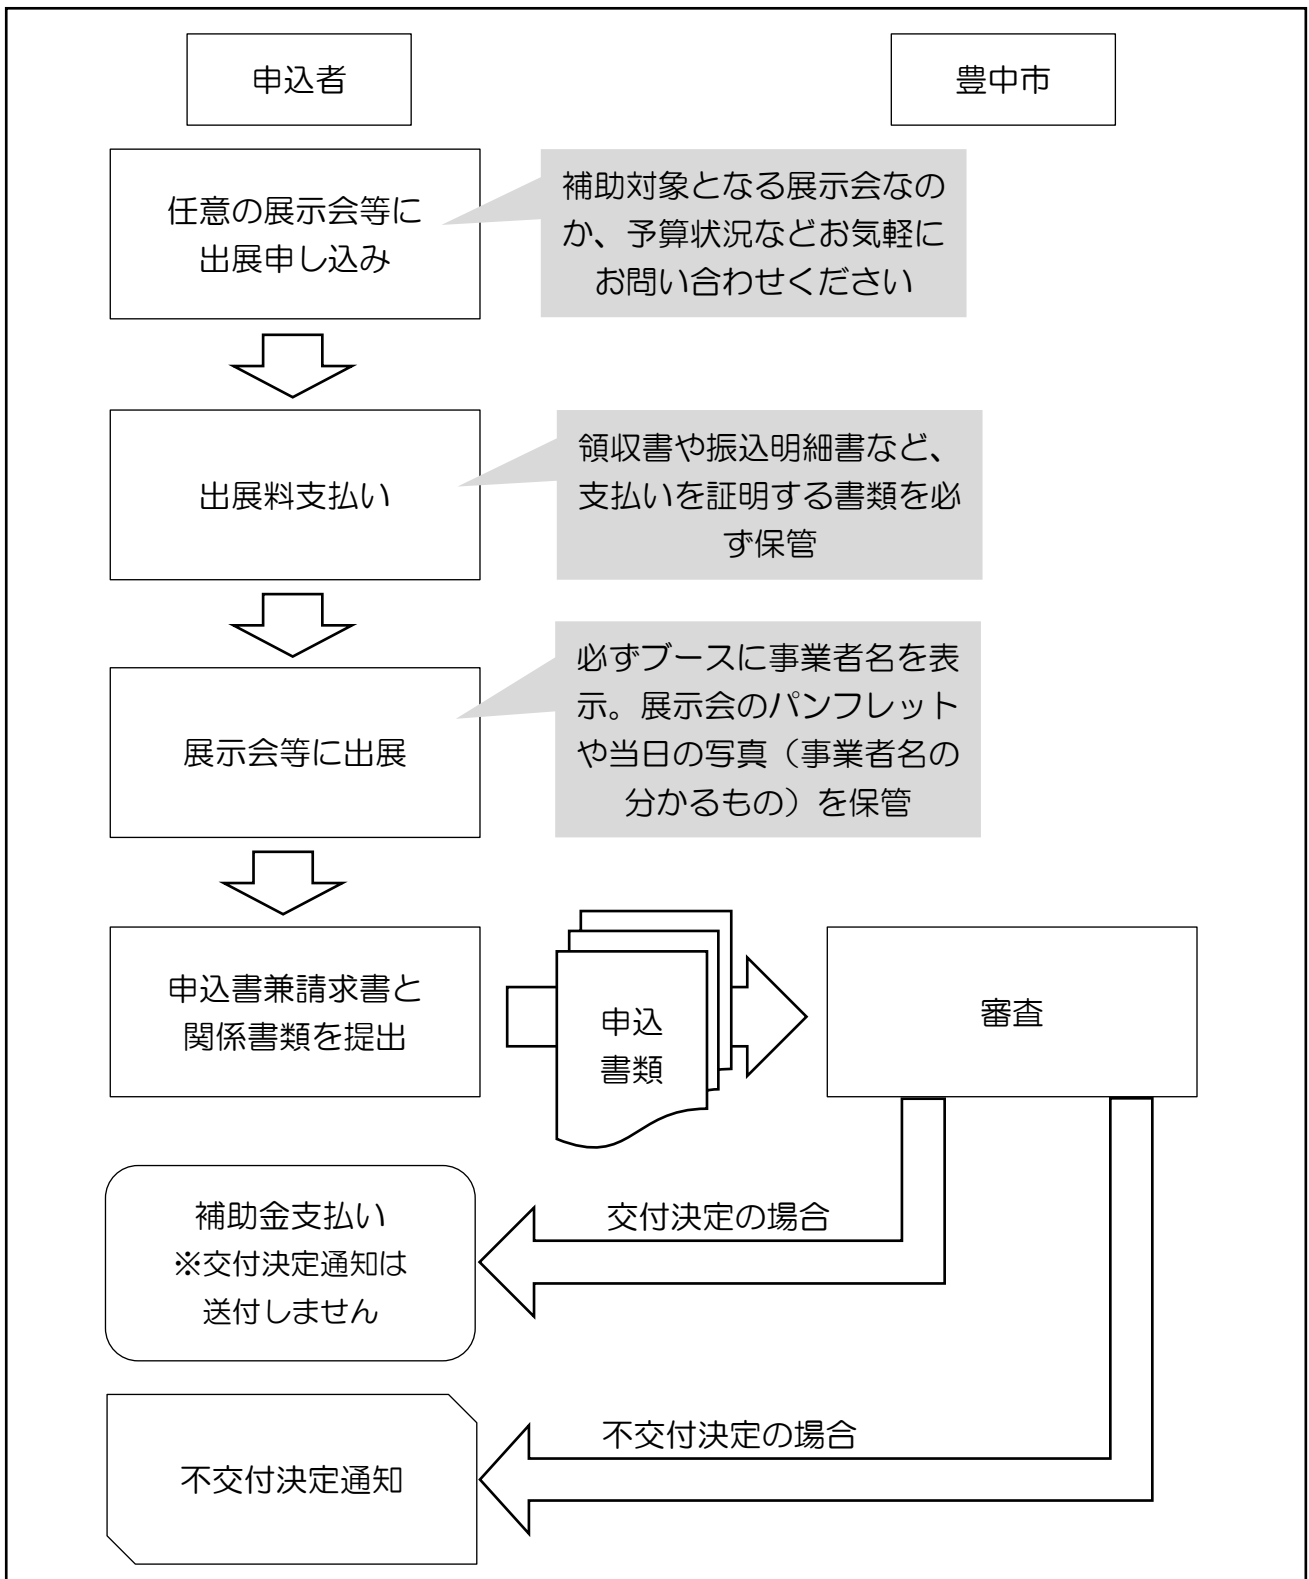 申込者
豊中市
任意の展示会等に
出展申し込み
補助対象となる展示会なの
か、予算状況などお気軽に
お問い合わせください
出展料支払い
領収書や振込明細書など、
支払いを証明する書類を必
ず保管
展示会等に出展
必ずブースに事業者名を表
示。展示会のパンフレット
や当日の写真（事業者名の
分かるもの）を保管
申込書兼請求書と
関係書類を提出
申込
書類
審査
交付決定の場合
補助金支払い
※交付決定通知は
送付しません
不交付決定の場合
不交付決定通知